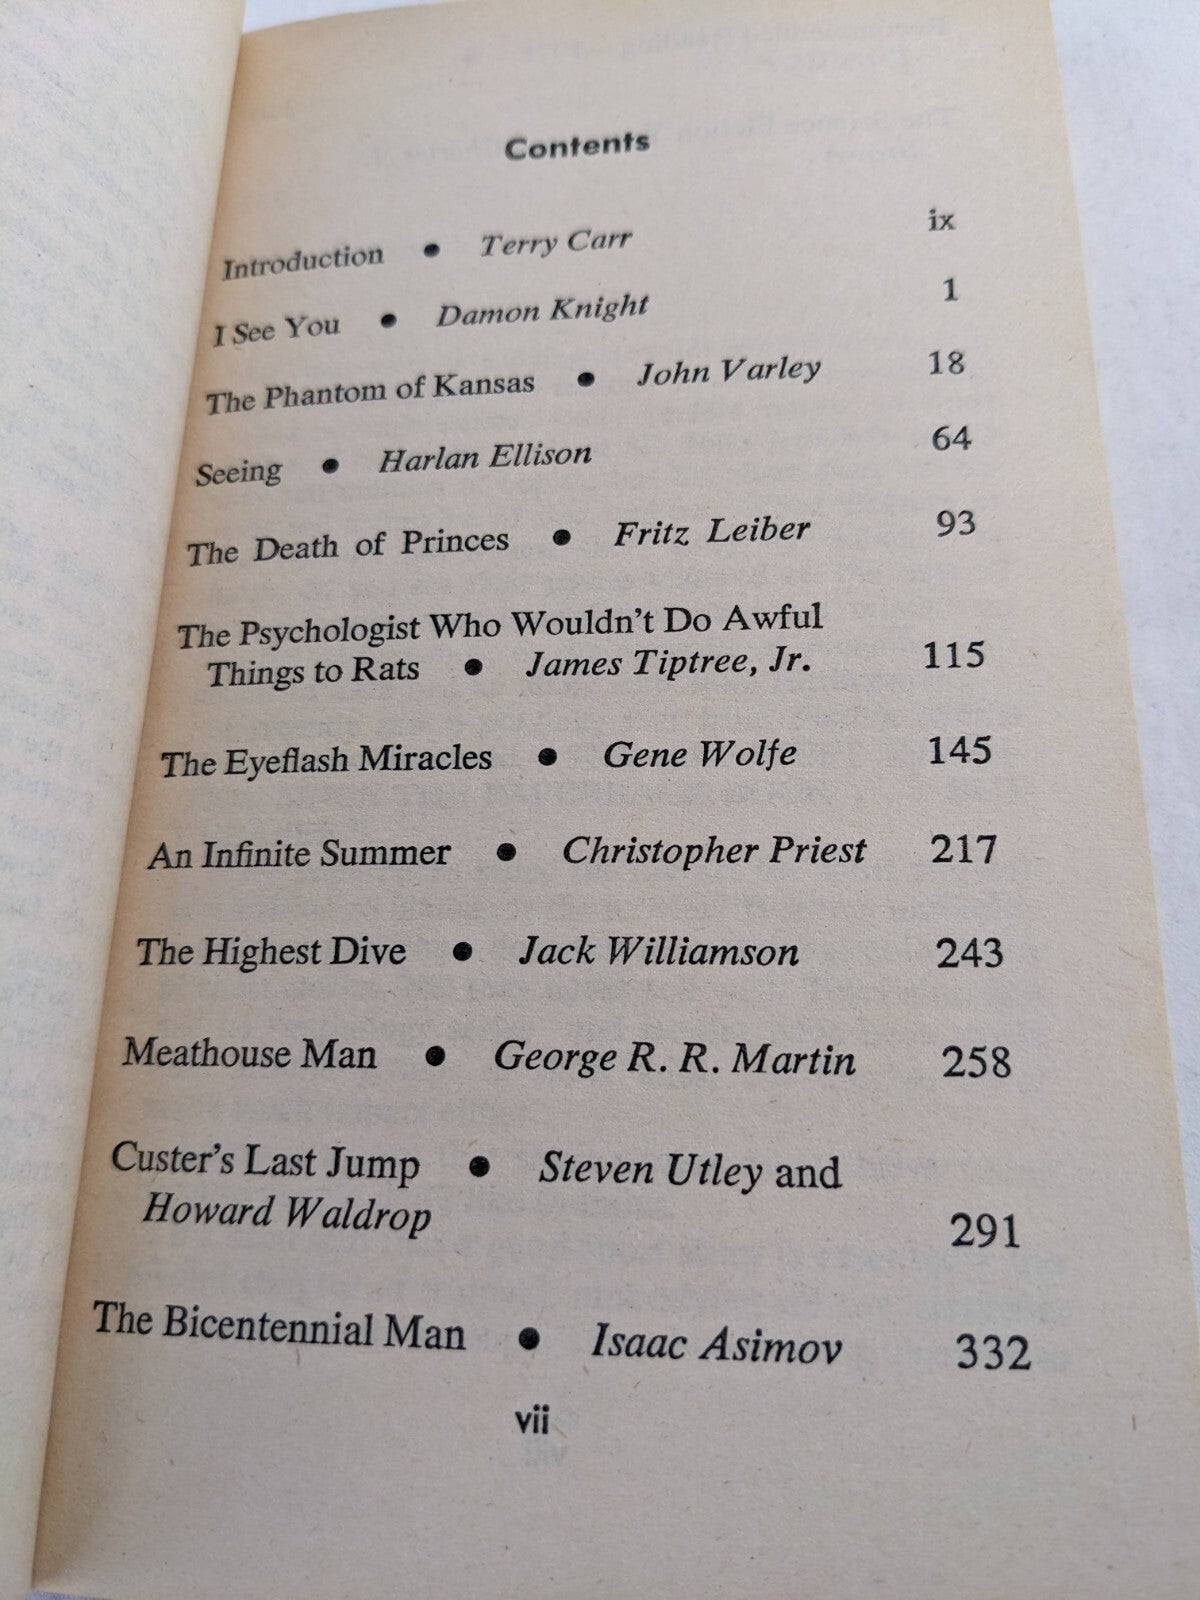 Contents
Introduction • Terry Carr ix
I See You • Damon Knight 1
The Phantom of Kansas • John Varley 18
Seeing • Harlan Ellison 64
The Death of Princes • Fritz Leiber 93
The Psychologist Who Wouldn't Do Awful
Things to Rats • James Tiptree, Jr. 115
The Eyeflash Miracles • Gene Wolfe 145
An Infinite Summer • Christopher Priest 217
The Highest Dive • Jack Williamson 243
Meathouse Man • George R. R. Martin 258
Custer's Last Jump • Steven Utley and
Howard Waldrop 291
The Bicentennial Man • Isaac Asimov 332
vii